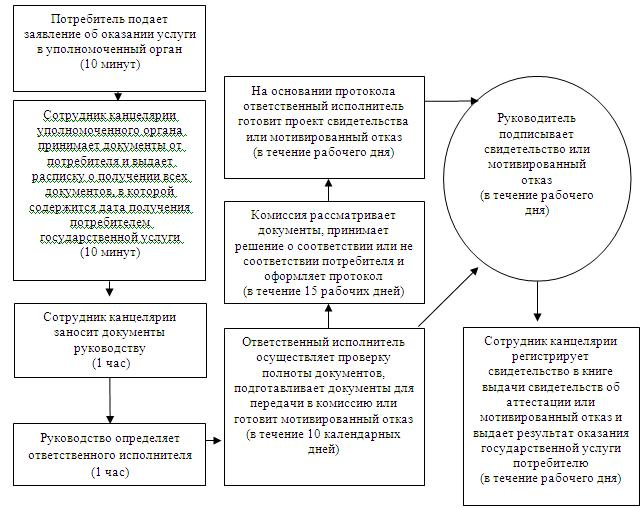 Потребитель подает
заявление об оказании услуги
в уполномоченный орган
(10 минут)
Сотрудник канцелярии
уполномоченного органа
принимает документы от
потребителя и выдает
расписку о получении всех
документов, в которой
содержится дата получения
потребителем
государственной услуги
(10 минут)
Сотрудник канцелярии
заносит документы
руководству
(1 час)
Руководство определяет
ответственного исполнителя
(1 час)
Ответственный исполнитель
осуществляет проверку
полноты документов,
подготавливает документы для
передачи в комиссию или
готовит мотивированный отказ
(в течение 10 календарных
дней)
Комиссия рассматривает
документы, принимает
решение о соответствии или не
соответствии потребителя и
оформляет протокол
(в течение 15 рабочих дней)
На основании протокола
ответственный исполнитель
готовит проект свидетельства
или мотивированный отказ
(в течение рабочего дня)
Руководитель
подписывает
свидетельство или
мотивированный
отказ
(в течение рабочего
дня)
Сотрудник канцелярии
регистрирует
свидетельство в книге
выдачи свидетельств об
аттестации или
мотивированный отказ и
выдает результат оказания
государственной услуги
потребителю
(в течение рабочего дня)